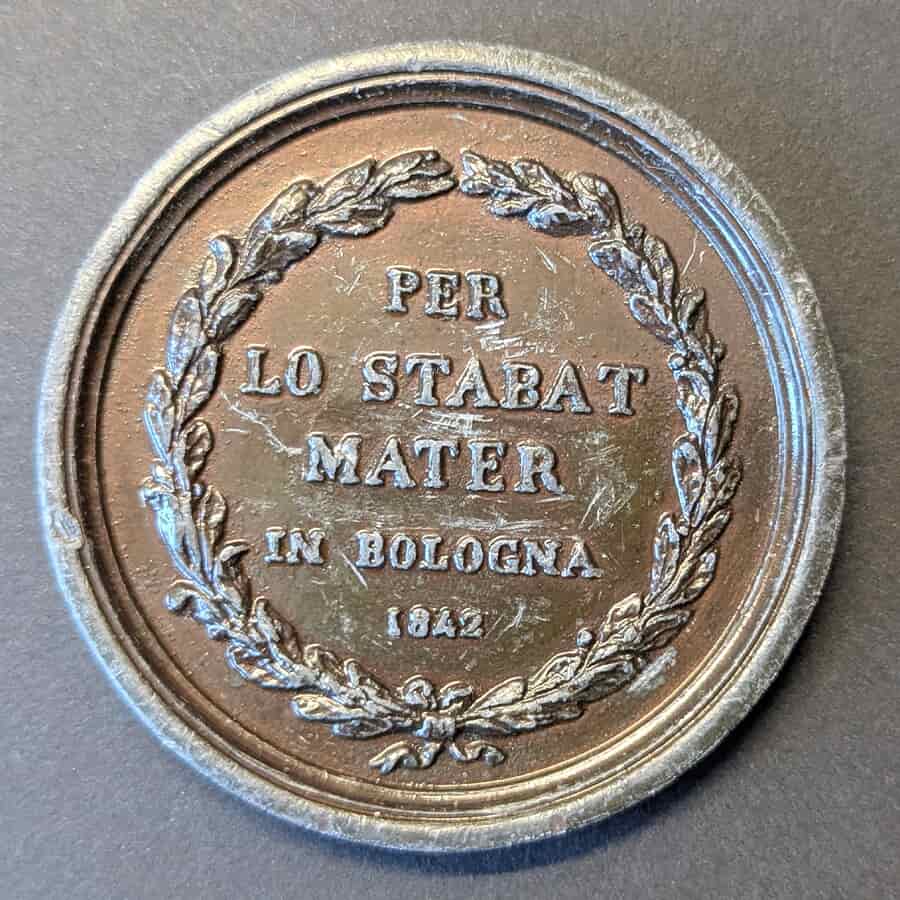 PER
LO STABAT
MATER
IN BOLOGNA
1842